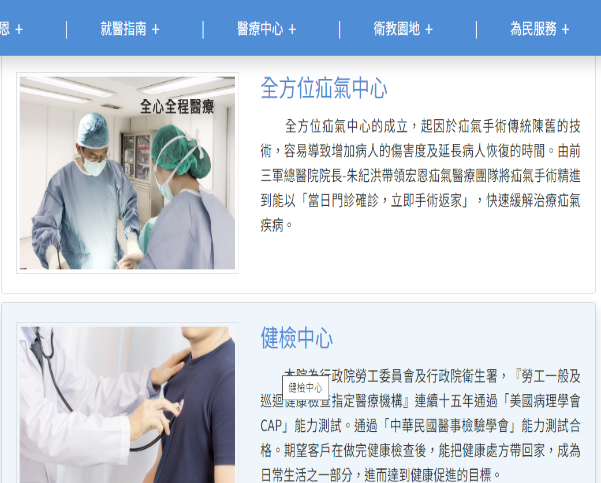 恩 +
就醫指南 +
醫療中心 +
衛教園地 +
為民服務 +
全心全程醫療
全方位疝氣中心
全方位疝氣中心的成立，起因於疝氣手術傳統陳舊的技
術，容易導致增加病人的傷害度及延長病人恢復的時間。由前
三軍總醫院院長-朱紀洪帶領宏恩疝氣醫療團隊將疝氣手術精進
到能以「當日門診確診，立即手術返家」，快速緩解治療疝氣
疾病。
健檢中心
本院為行政院勞工委員會及行政院衛生署，『勞工一般及
健檢中心
巡迴健康檢查指定醫療機構』連續十五年通過「美國病理學會
CAP」能力測試。通過「中華民國醫事檢驗學會」能力測試合
格。期望客戶在做完健康檢查後，能把健康處方帶回家，成為
日常生活之一部分，進而達到健康促進的目標。